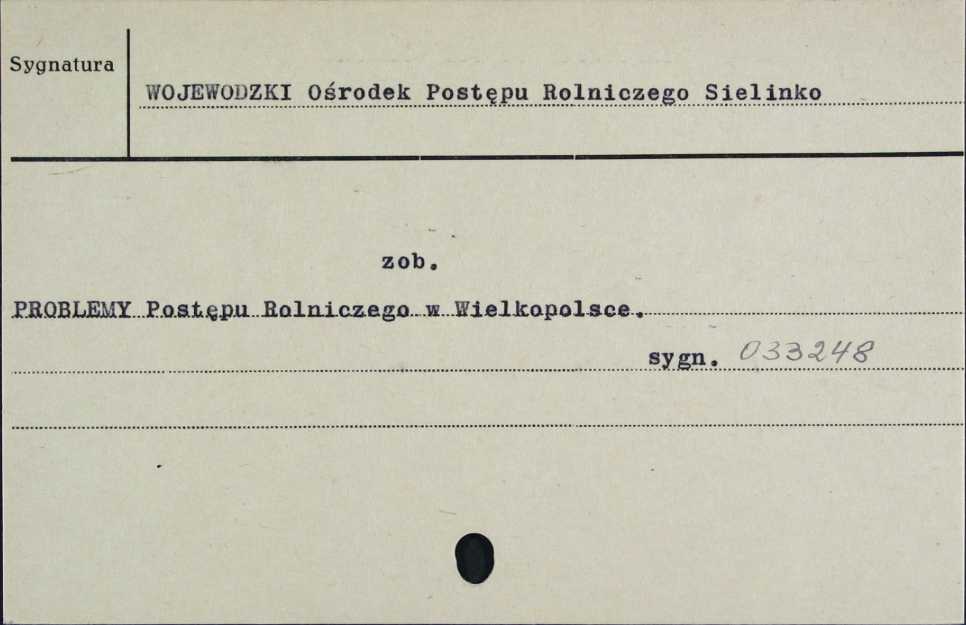 Sygnatura
WOJEWODZKI Ośrodek Postępu Rolniczego Sielinko
zob.
PROBLEMY Postępu Rolniczego w Wielkopolsce.
sygn. 033248